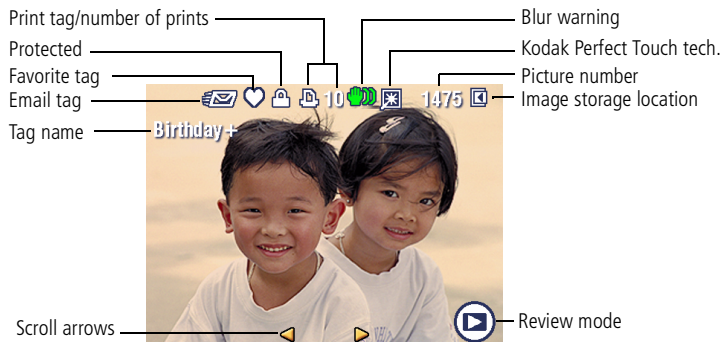 Print tag/number of prints
Protected
Favorite tag
Email tag
Tag name
Blur warning
Kodak Perfect Touch tech.
Picture number
Image storage location
10
1475
Birthday+
Scroll arrows
Review mode